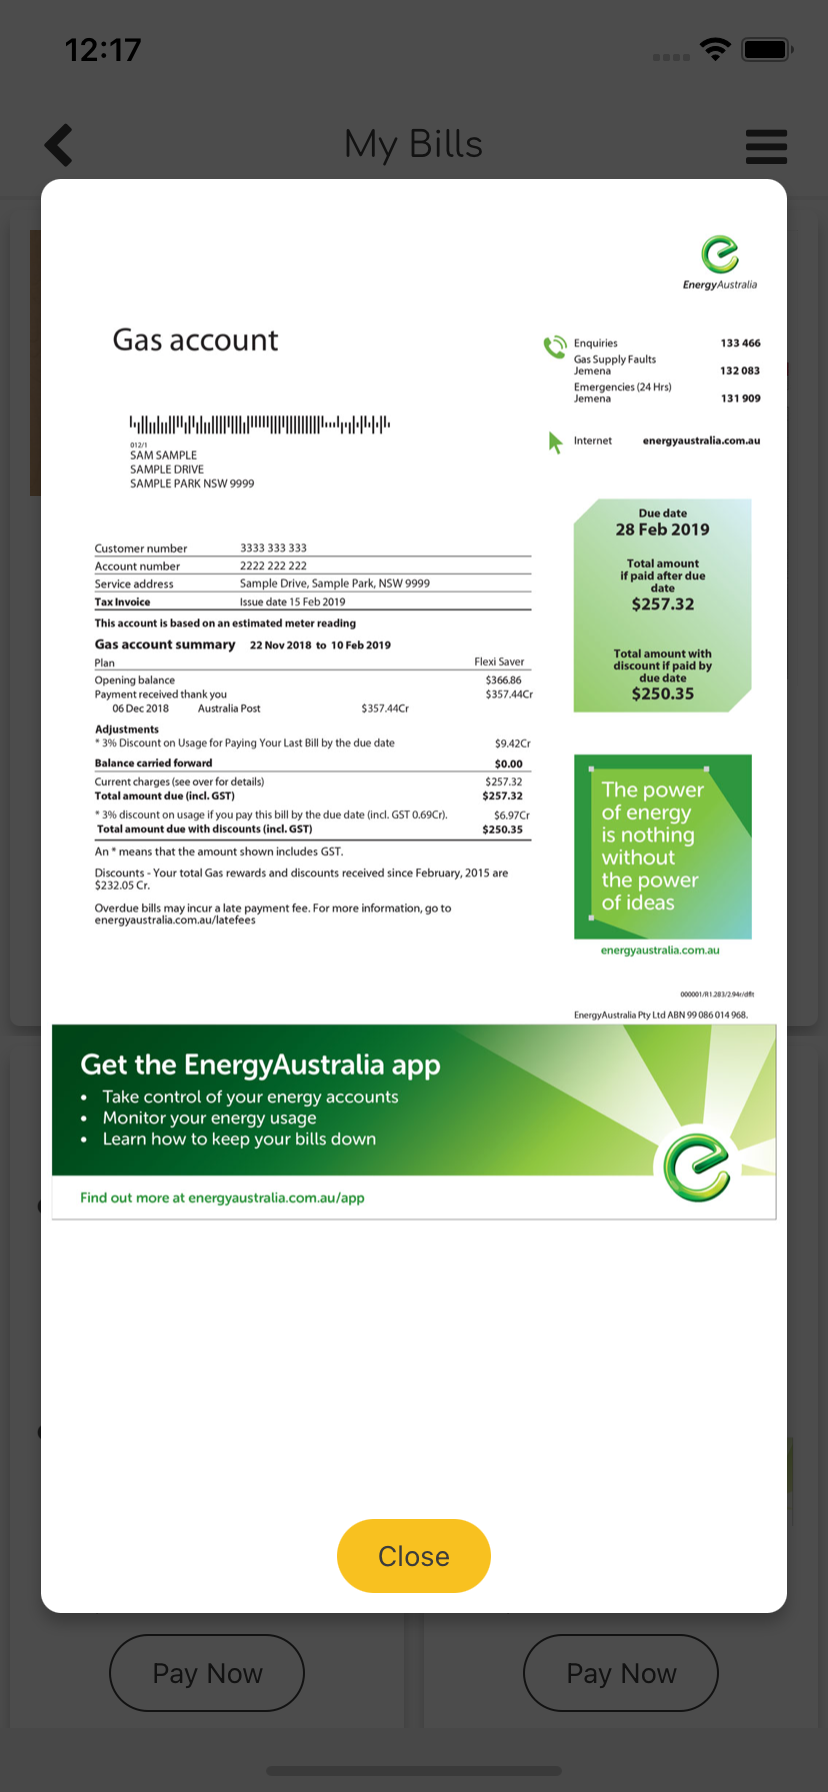 12:17
My Bills
EnergyAustralia
Gas account
Enquiries 133 466
Gas Supply Faults
Jemena 132 083
Emergencies (24 Hrs)
Jemena 131 909
Internet energyaustralia.com.au
012/1
SAM SAMPLE
SAMPLE DRIVE
SAMPLE PARK NSW 9999
Due date
28 Feb 2019
Total amount
if paid after due
date
$257.32
Total amount with
discount if paid by
due date
$250.35
Customer number 3333 333 333
Account number 2222 222 222
Service address Sample Drive, Sample Park, NSW 9999
Tax Invoice Issue date 15 Feb 2019
This account is based on an estimated meter reading
Gas account summary 22 Nov 2018 to 10 Feb 2019
Plan Flexi Saver
Opening balance $366.86
Payment received thank you $357.44Cr
06 Dec 2018 Australia Post $357.44Cr
Adjustments
* 3% Discount on Usage for Paying Your Last Bill by the due date $9.42Cr
Balance carried forward $0.00
Current charges (see over for details) $257.32
Total amount due (incl. GST) $257.32
* 3% discount on usage if you pay this bill by the due date (incl. GST 0.69Cr). $6.97Cr
Total amount due with discounts (incl. GST) $250.35
An * means that the amount shown includes GST.
Discounts - Your total Gas rewards and discounts received since February, 2015 are
$232.05 Cr.
Overdue bills may incur a late payment fee. For more information, go to
energyaustralia.com.au/latefees
The power
of energy
is nothing
without
the power
of ideas
energyaustralia.com.au
EnergyAustralia Pty Ltd ABN 99 086 014 968.
Get the EnergyAustralia app
• Take control of your energy accounts
• Monitor your energy usage
• Learn how to keep your bills down
Find out more at energyaustralia.com.au/app
Close
Pay Now
Pay Now